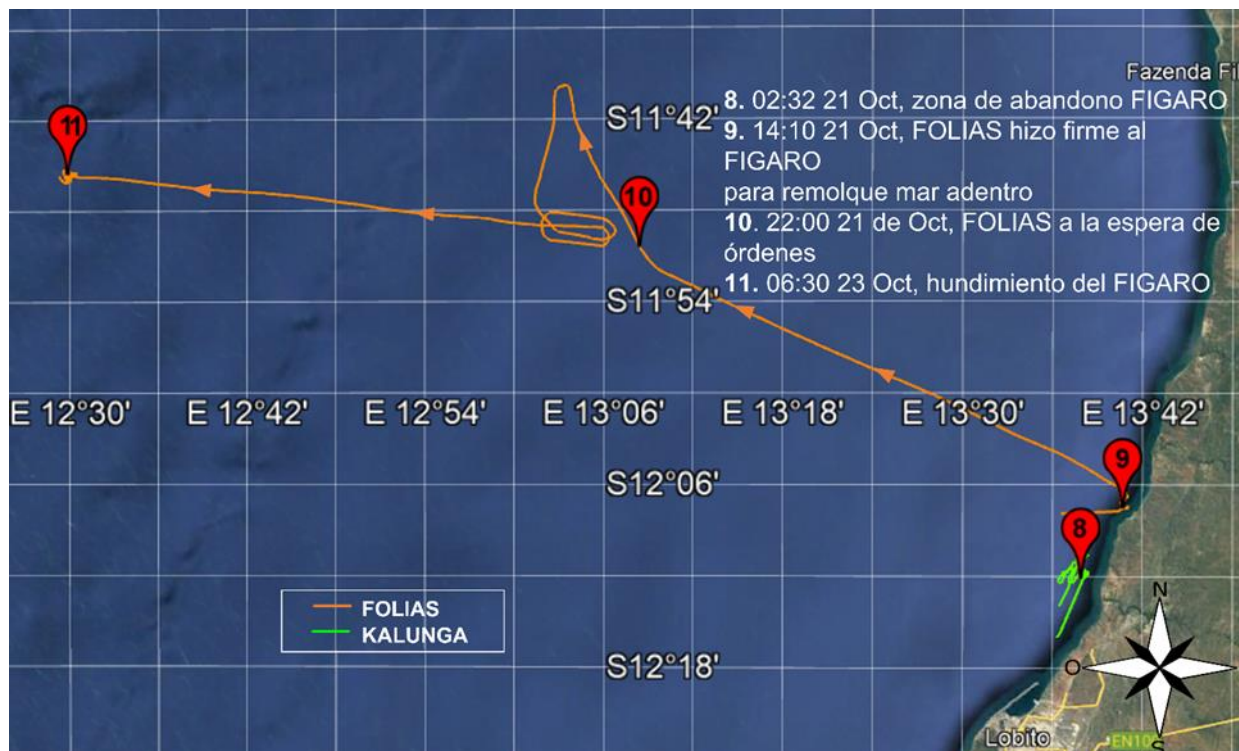 Fazenda Fil
8. 02:32 21 Oct, zona de abandono FIGARO
9. 14:10 21 Oct, FOLIAS hizo firme al
FIGARO
para remolque mar adentro
10. 22:00 21 de Oct, FOLIAS a la espera de
órdenes
11. 06:30 23 Oct, hundimiento del FIGARO
S11°42'
11
10
S11°54'
E 12°30' E 12°42' E 12°54' E 13°06' E 13°18' E 13°30' E 13°42'
9
S12°06'
8
FOLIAS
KALUNGA
N
S12°18'
O
Lobito
EN100
S